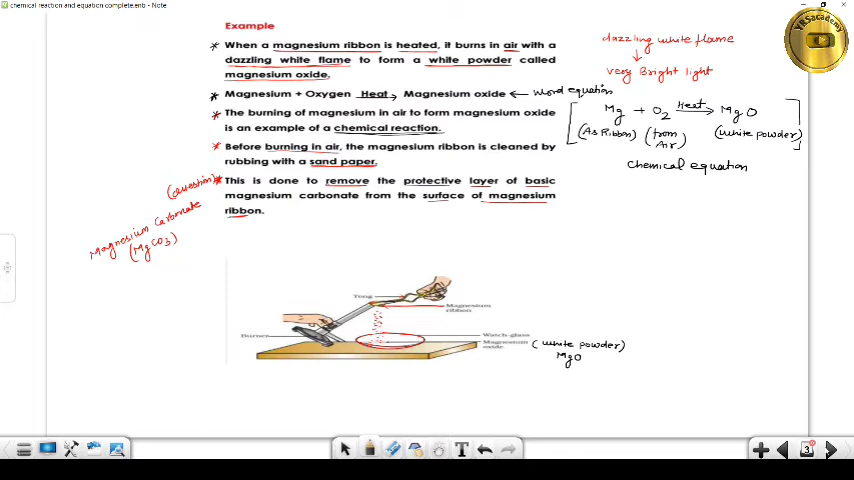 chemical reaction and equation complete.enb - Note
YRSacademy
Example
When a magnesium ribbon is heated, it burns in air with a
dazzling white flame to form a white powder called
magnesium oxide.
Magnesium + Oxygen Heat→ Magnesium oxide ← Word equation
The burning of magnesium in air to form magnesium oxide
is an example of a chemical reaction.
Before burning in air, the magnesium ribbon is cleaned by
rubbing with a sand paper.
(Question) This is done to remove the protective layer of basic
magnesium carbonate from the surface of magnesium
ribbon.
Magnesium Carbonate
(MgCO3)
dazzling white flame
↓
very Bright light
Mg + O2 Heat→ MgO
(As Ribbon) (from Air) (White powder)
chemical equation
Tong
Magnesium
ribbon
Burner
Watch-glass
Magnesium
oxide
(White powder)
MgO
3